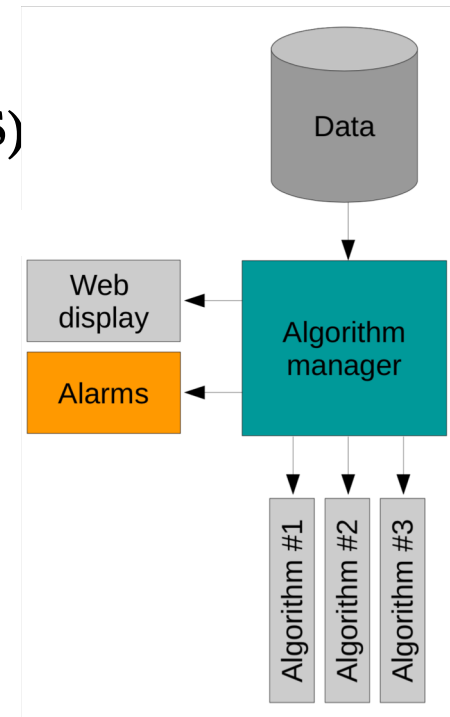 S)
Data
Web
display
Algorithm
manager
Alarms
Algorithm #1
Algorithm #2
Algorithm #3